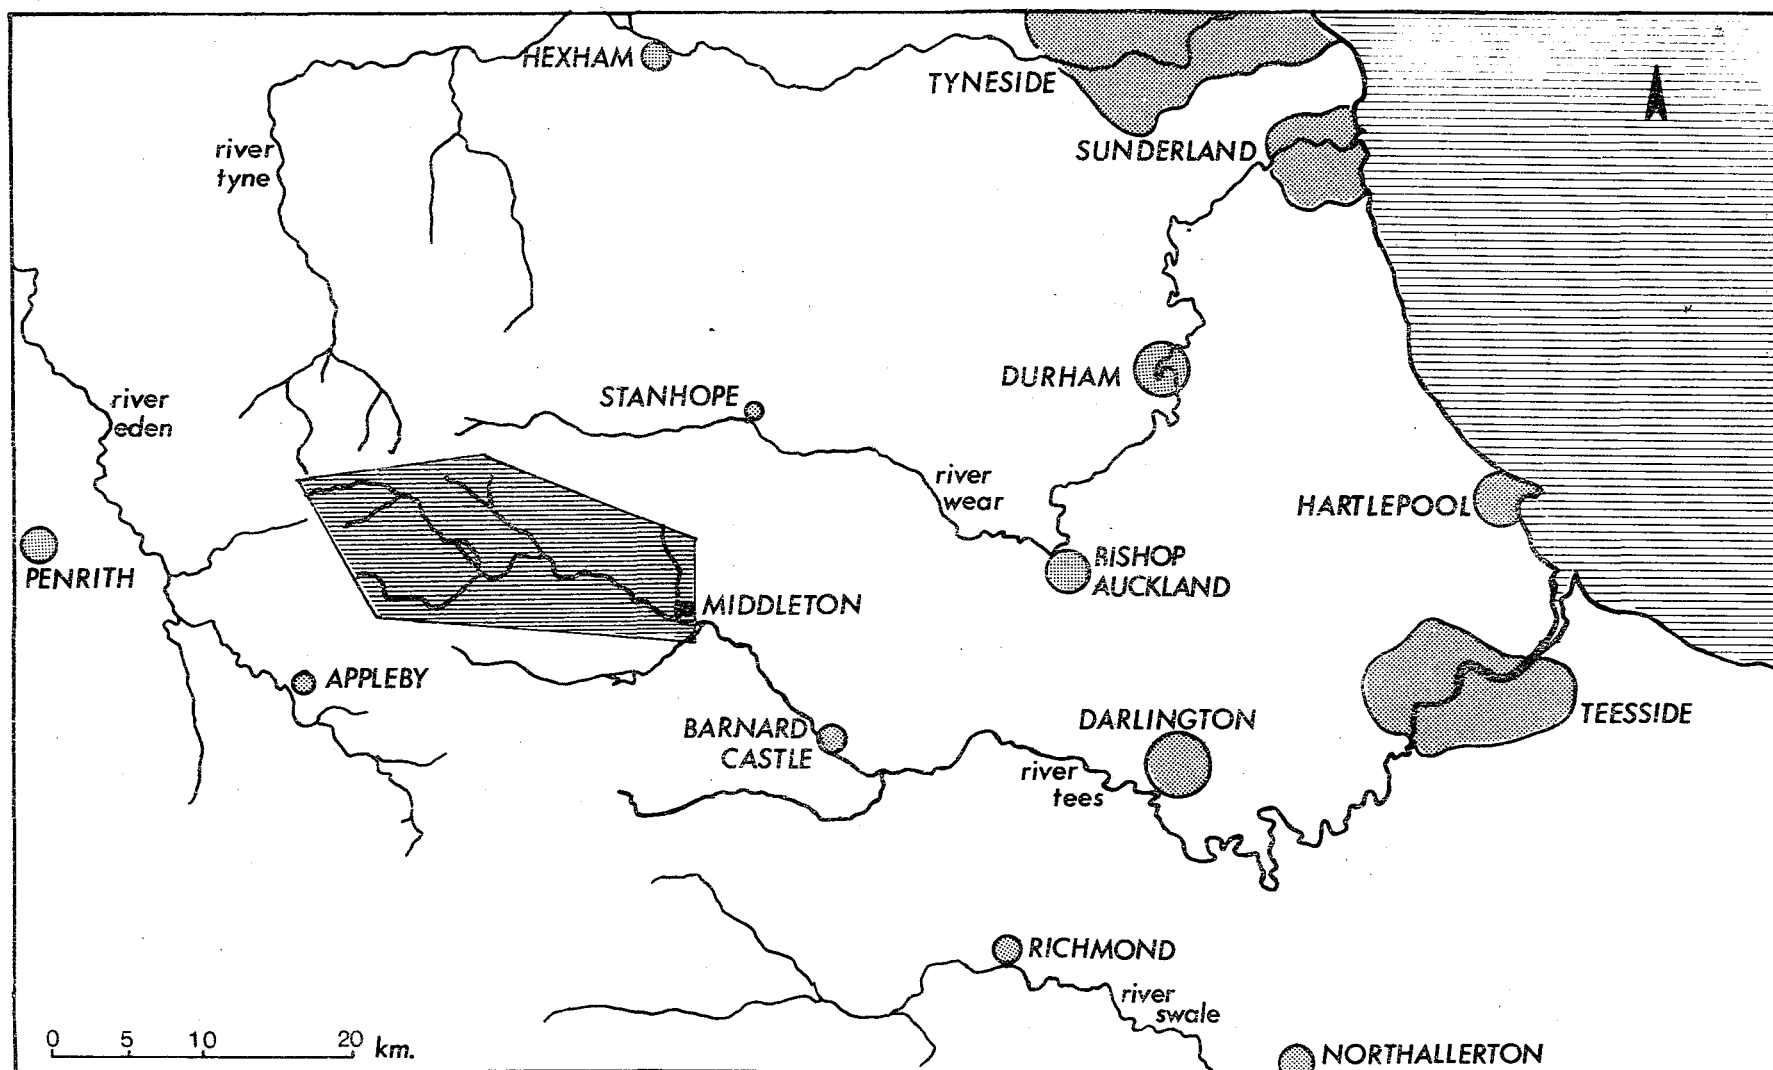 HEXHAM
TYNESIDE
river
tyne
SUNDERLAND
DURHAM
STANHOPE
river
eden
river
wear
HARTLEPOOL
PENRITH
BISHOP
AUCKLAND
MIDDLETON
APPLEBY
BARNARD
CASTLE
DARLINGTON
TEESSIDE
river
tees
RICHMOND
river
swale
0 5 10 20 km.
NORTHALLERTON